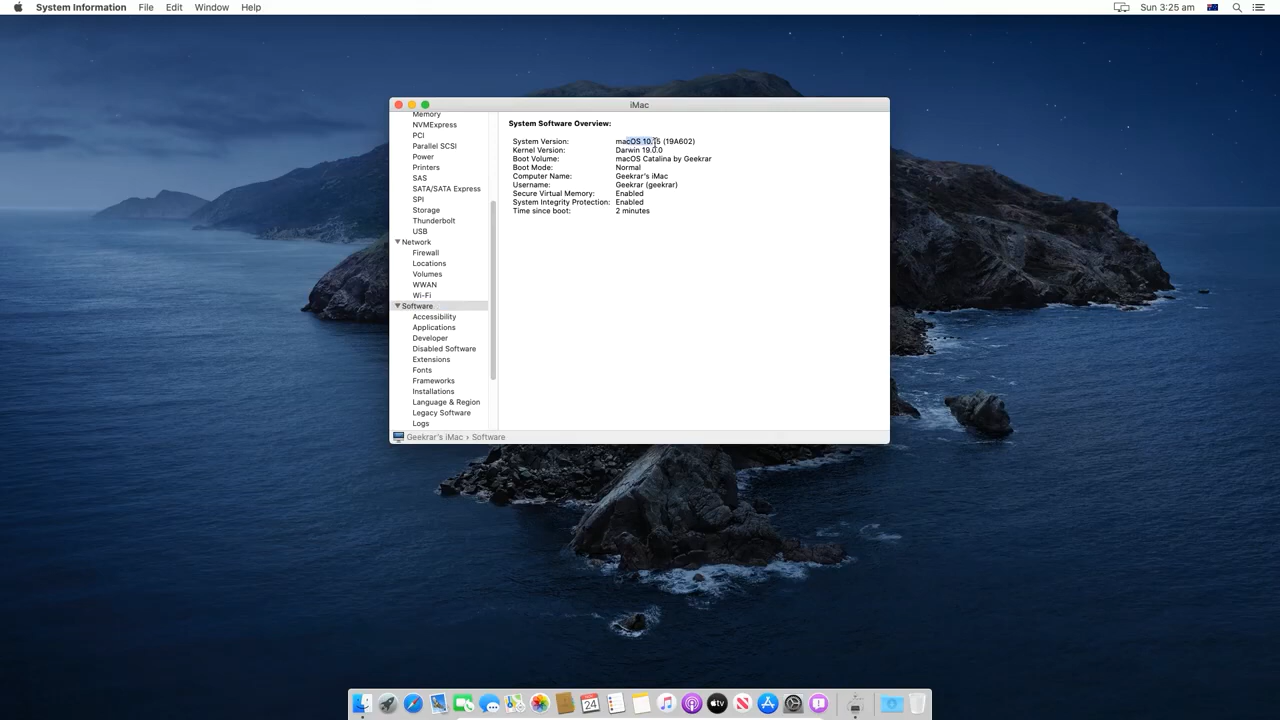 System Information File Edit Window Help
Sun 3:25 am
iMac
Memory
NVMExpress
PCI
Parallel SCSI
Power
Printers
SAS
SATA/SATA Express
SPI
Storage
Thunderbolt
USB
Network
Firewall
Locations
Volumes
WWAN
Wi-Fi
Software
Accessibility
Applications
Developer
Disabled Software
Extensions
Fonts
Frameworks
Installations
Language & Region
Legacy Software
Logs
System Software Overview:
System Version: macOS 10.15 (19A602)
Kernel Version: Darwin 19.0.0
Boot Volume: macOS Catalina by Geekrar
Boot Mode: Normal
Computer Name: Geekrar's iMac
Username: Geekrar (geekrar)
Secure Virtual Memory: Enabled
System Integrity Protection: Enabled
Time since boot: 2 minutes
Geekrar's iMac › Software
24
tv